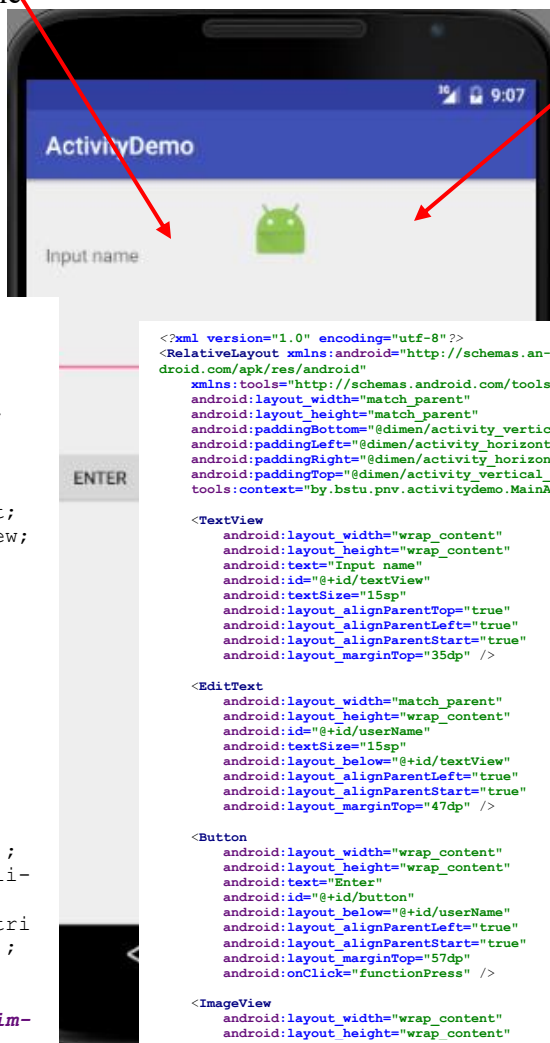 9:07
ActivityDemo
Input name
ENTER
t;
ew;
;
li-
tri
;
im-
<?xml version="1.0" encoding="utf-8"?>
<RelativeLayout xmlns:android="http://schemas.an-
droid.com/apk/res/android"
xmlns:tools="http://schemas.android.com/tools
android:layout_width="match_parent"
android:layout_height="match_parent"
android:paddingBottom="@dimen/activity_vertic
android:paddingLeft="@dimen/activity_horizont
android:paddingRight="@dimen/activity_horizon
android:paddingTop="@dimen/activity_vertical_
tools:context="by.bstu.pnv.activitydemo.MainA
<TextView
android:layout_width="wrap_content"
android:layout_height="wrap_content"
android:text="Input name"
android:id="@+id/textView"
android:textSize="15sp"
android:layout_alignParentTop="true"
android:layout_alignParentLeft="true"
android:layout_alignParentStart="true"
android:layout_marginTop="35dp" />
<EditText
android:layout_width="match_parent"
android:layout_height="wrap_content"
android:id="@+id/userName"
android:textSize="15sp"
android:layout_below="@+id/textView"
android:layout_alignParentLeft="true"
android:layout_alignParentStart="true"
android:layout_marginTop="47dp" />
<Button
android:layout_width="wrap_content"
android:layout_height="wrap_content"
android:text="Enter"
android:id="@+id/button"
android:layout_below="@+id/userName"
android:layout_alignParentLeft="true"
android:layout_alignParentStart="true"
android:layout_marginTop="57dp"
android:onClick="functionPress" />
<ImageView
android:layout_width="wrap_content"
android:layout_height="wrap_content"